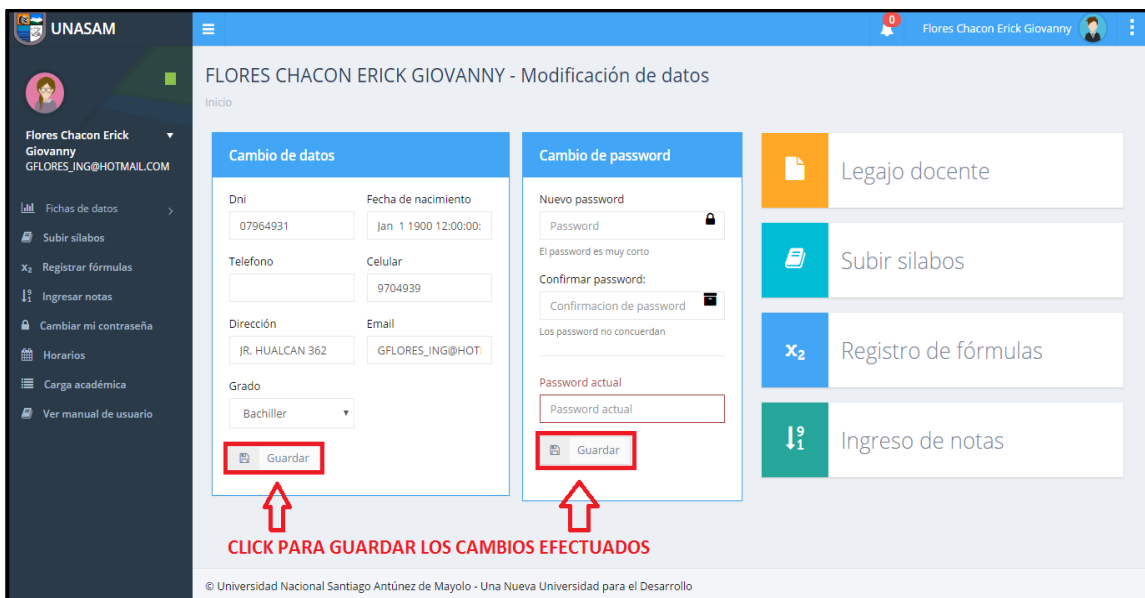 UNASAM
0
Flores Chacon Erick Giovanny
Flores Chacon Erick
Giovanny
GFLORES_ING@HOTMAIL.COM
Fichas de datos
Subir sílabos
x₂ Registrar fórmulas
Ingresar notas
Cambiar mi contraseña
Horarios
Carga académica
Ver manual de usuario
FLORES CHACON ERICK GIOVANNY - Modificación de datos
Inicio
Cambio de datos
Dni
Fecha de nacimiento
07964931
Jan 1 1900 12:00:00:
Telefono
Celular
9704939
Dirección
Email
JR. HUALCAN 362
GFLORES_ING@HOT
Grado
Bachiller
Guardar
Cambio de password
Nuevo password
Password
El password es muy corto
Confirmar password:
Confirmacion de password
Los password no concuerdan
Password actual
Password actual
Guardar
Legajo docente
Subir silabos
x₂ Registro de fórmulas
Ingreso de notas
CLICK PARA GUARDAR LOS CAMBIOS EFECTUADOS
© Universidad Nacional Santiago Antúnez de Mayolo - Una Nueva Universidad para el Desarrollo